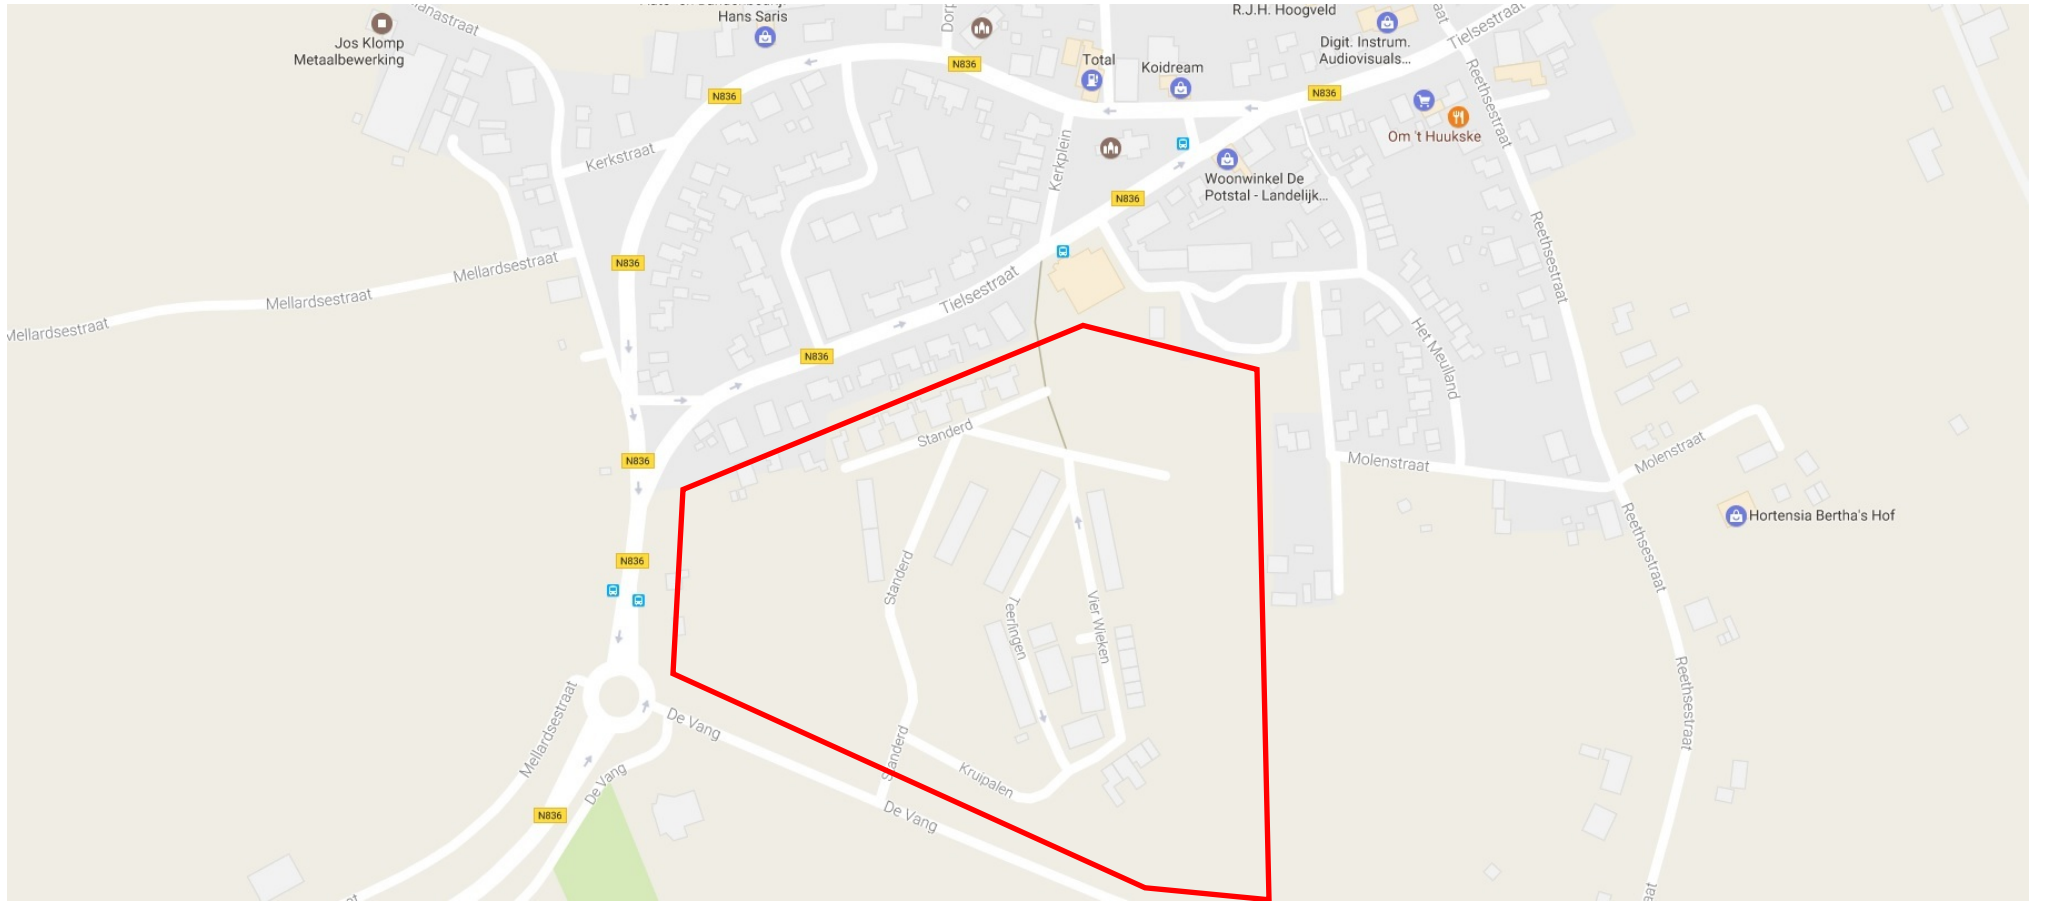 Hans Saris
R.J.H. Hoogveld
Jos Klomp
Metaalbewerking
Digit. Instrum.
Audiovisuals...
Tielsestraat
Total
Koidream
N836
N836
N836
Om 't Huukske
Reethsestraat
Kerkstraat
Kerkplein
Woonwinkel De
Potstal - Landelijk...
N836
Reethsestraat
N836
Mellardsestraat
Mellardsestraat
Mellardsestraat
Tielsestraat
N836
Het Meulland
Standerd
N836
Molenstraat
Molenstraat
Hortensia Bertha's Hof
N836
Standerd
Teerlingen
Vier Wieken
Reethsestraat
Reethsestraat
Mellardsestraat
De Vang
Standerd
Kruipalen
De Vang
De Vang
N836